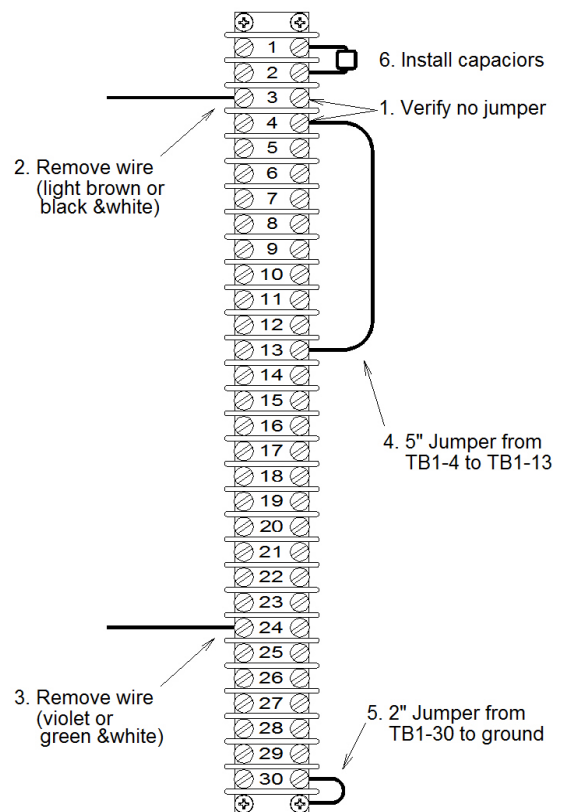 1
2
3
4
5
6
7
8
9
10
11
12
13
14
15
16
17
18
19
20
21
22
23
24
25
26
27
28
29
30
6. Install capaciors
1. Verify no jumper
2. Remove wire
(light brown or
black &white)
4. 5" Jumper from
TB1-4 to TB1-13
3. Remove wire
(violet or
green &white)
5. 2" Jumper from
TB1-30 to ground